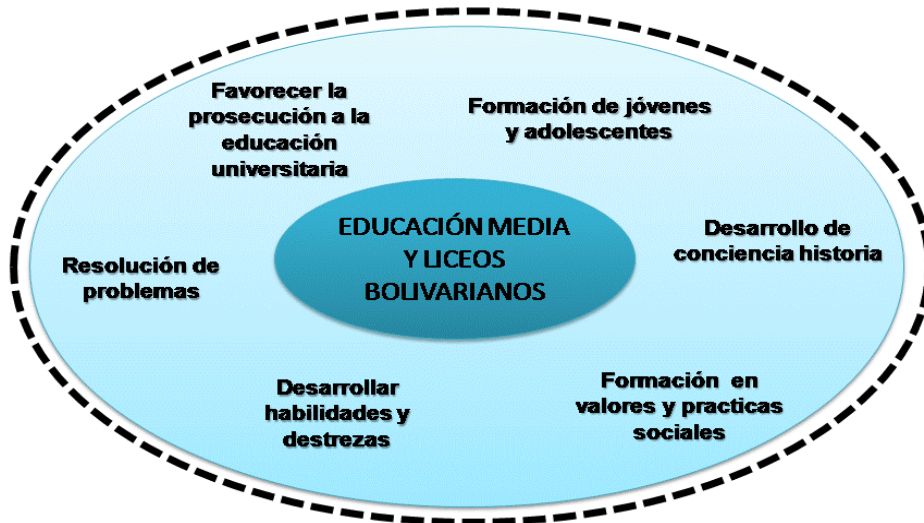 Favorecer la
prosecución a la
educación
universitaria
Formación de jóvenes
y adolescentes
EDUCACIÓN MEDIA
Y LICEOS
BOLIVARIANOS
Desarrollo de
conciencia historia
Resolución de
problemas
Desarrollar
habilidades y
destrezas
Formación en
valores y practicas
sociales